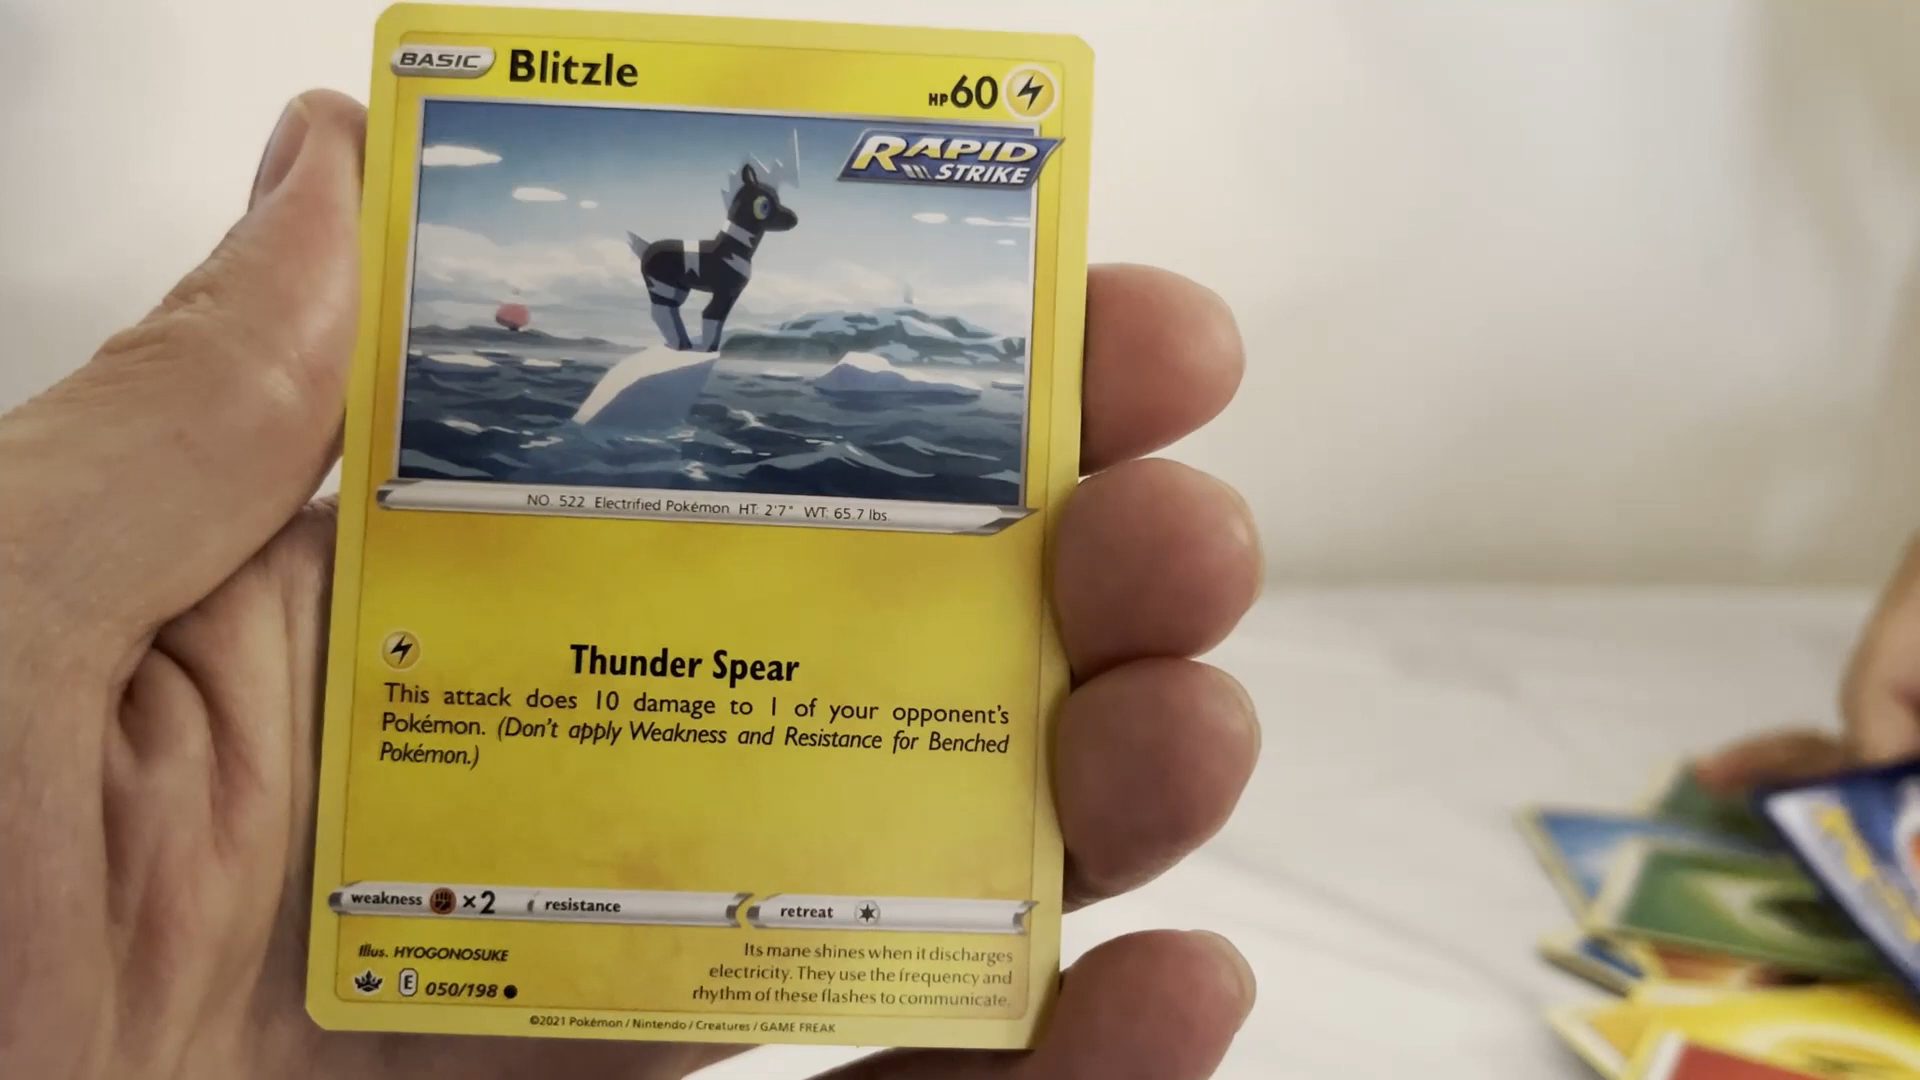 BASIC Blitzle HP 60
RAPID
STRIKE
NO. 522 Electrified Pokémon HT: 2'7" WT: 65.7 lbs.
Thunder Spear
This attack does 10 damage to 1 of your opponent's
Pokémon. (Don't apply Weakness and Resistance for Benched
Pokémon.)
weakness ×2 resistance retreat
Illus. HYOGONOSUKE
E 050/198
Its mane shines when it discharges
electricity. They use the frequency and
rhythm of these flashes to communicate.
©2021 Pokémon / Nintendo / Creatures / GAME FREAK